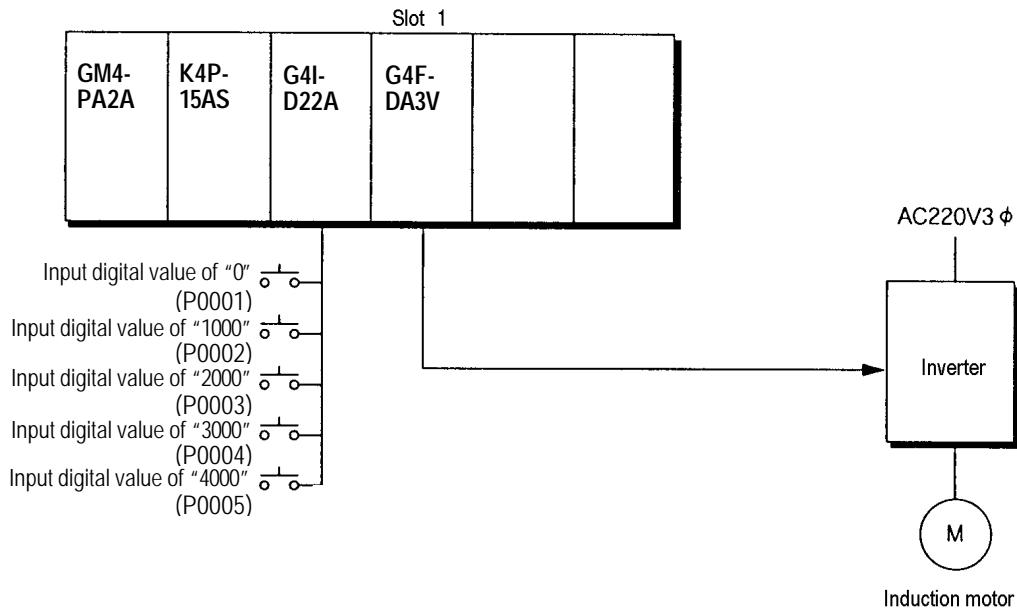 Slot 1
GM4-
PA2A
K4P-
15AS
G4I-
D22A
G4F-
DA3V
AC220V3 ϕ
Input digital value of “0”
(P0001)
Input digital value of “1000”
(P0002)
Input digital value of “2000”
(P0003)
Input digital value of “3000”
(P0004)
Input digital value of “4000”
(P0005)
Inverter
M
Induction motor